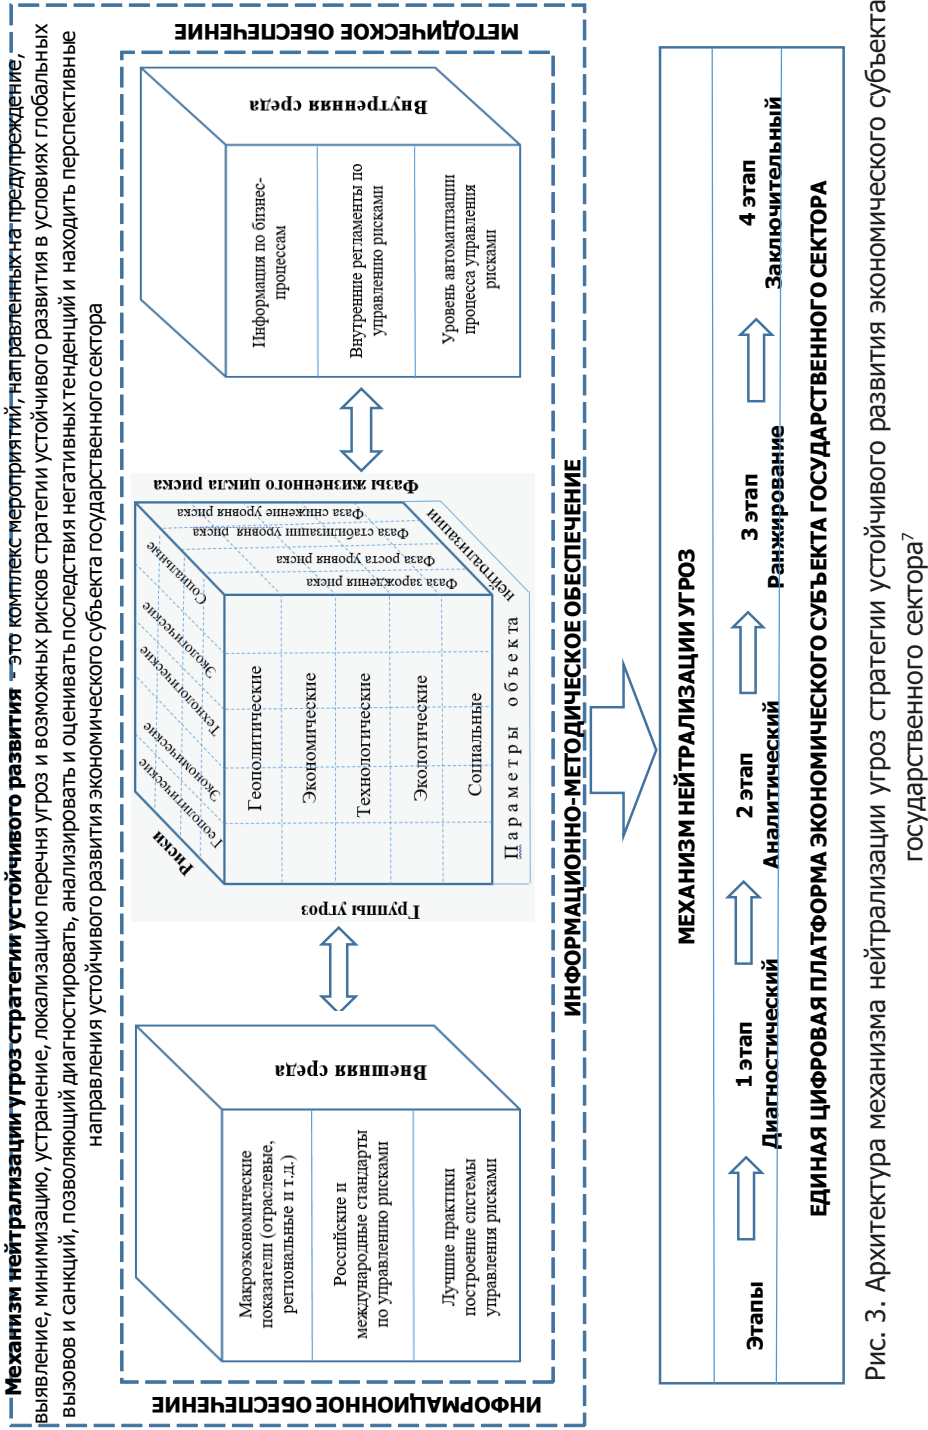 Механизм нейтрализации угроз стратегии устойчивого развития - это комплекс мероприятий, направленных на предупреждение,
выявление, минимизацию, устранение, локализацию перечня угроз и возможных рисков стратегии устойчивого развития в условиях глобальных
вызовов и санкций, позволяющий диагностировать, анализировать и оценивать последствия негативных тенденций и находить перспективные
направления устойчивого развития экономического субъекта государственного сектора
ИНФОРМАЦИОННОЕ ОБЕСПЕЧЕНИЕ
МЕТОДИЧЕСКОЕ ОБЕСПЕЧЕНИЕ
Внешняя среда
Макроэкономические
показатели (отраслевые,
региональные и т.д.)
Российские и
международные стандарты
по управлению рисками
Лучшие практики
построение системы
управления рисками
Группы угроз
Риски
Геополитические
Экономические
Технологические
Экологические
Социальные
Геополитические
Экономические
Технологические
Экологические
Социальные
Параметры объекта
нейтрализации
Фаза зарождения риска
Фаза роста уровня риска
Фаза стабилизации уровня риска
Фаза снижение уровня риска
Фазы жизненного цикла риска
Внутренняя среда
Информация по бизнес-
процессам
Внутренние регламенты по
управлению рисками
Уровень автоматизации
процесса управления
рисками
ИНФОРМАЦИОННО-МЕТОДИЧЕСКОЕ ОБЕСПЕЧЕНИЕ
МЕХАНИЗМ НЕЙТРАЛИЗАЦИИ УГРОЗ
Этапы
1 этап
Диагностический
2 этап
Аналитический
3 этап
Ранжирование
4 этап
Заключительный
ЕДИНАЯ ЦИФРОВАЯ ПЛАТФОРМА ЭКОНОМИЧЕСКОГО СУБЪЕКТА ГОСУДАРСТВЕННОГО СЕКТОРА
Рис. 3. Архитектура механизма нейтрализации угроз стратегии устойчивого развития экономического субъекта
государственного сектора7